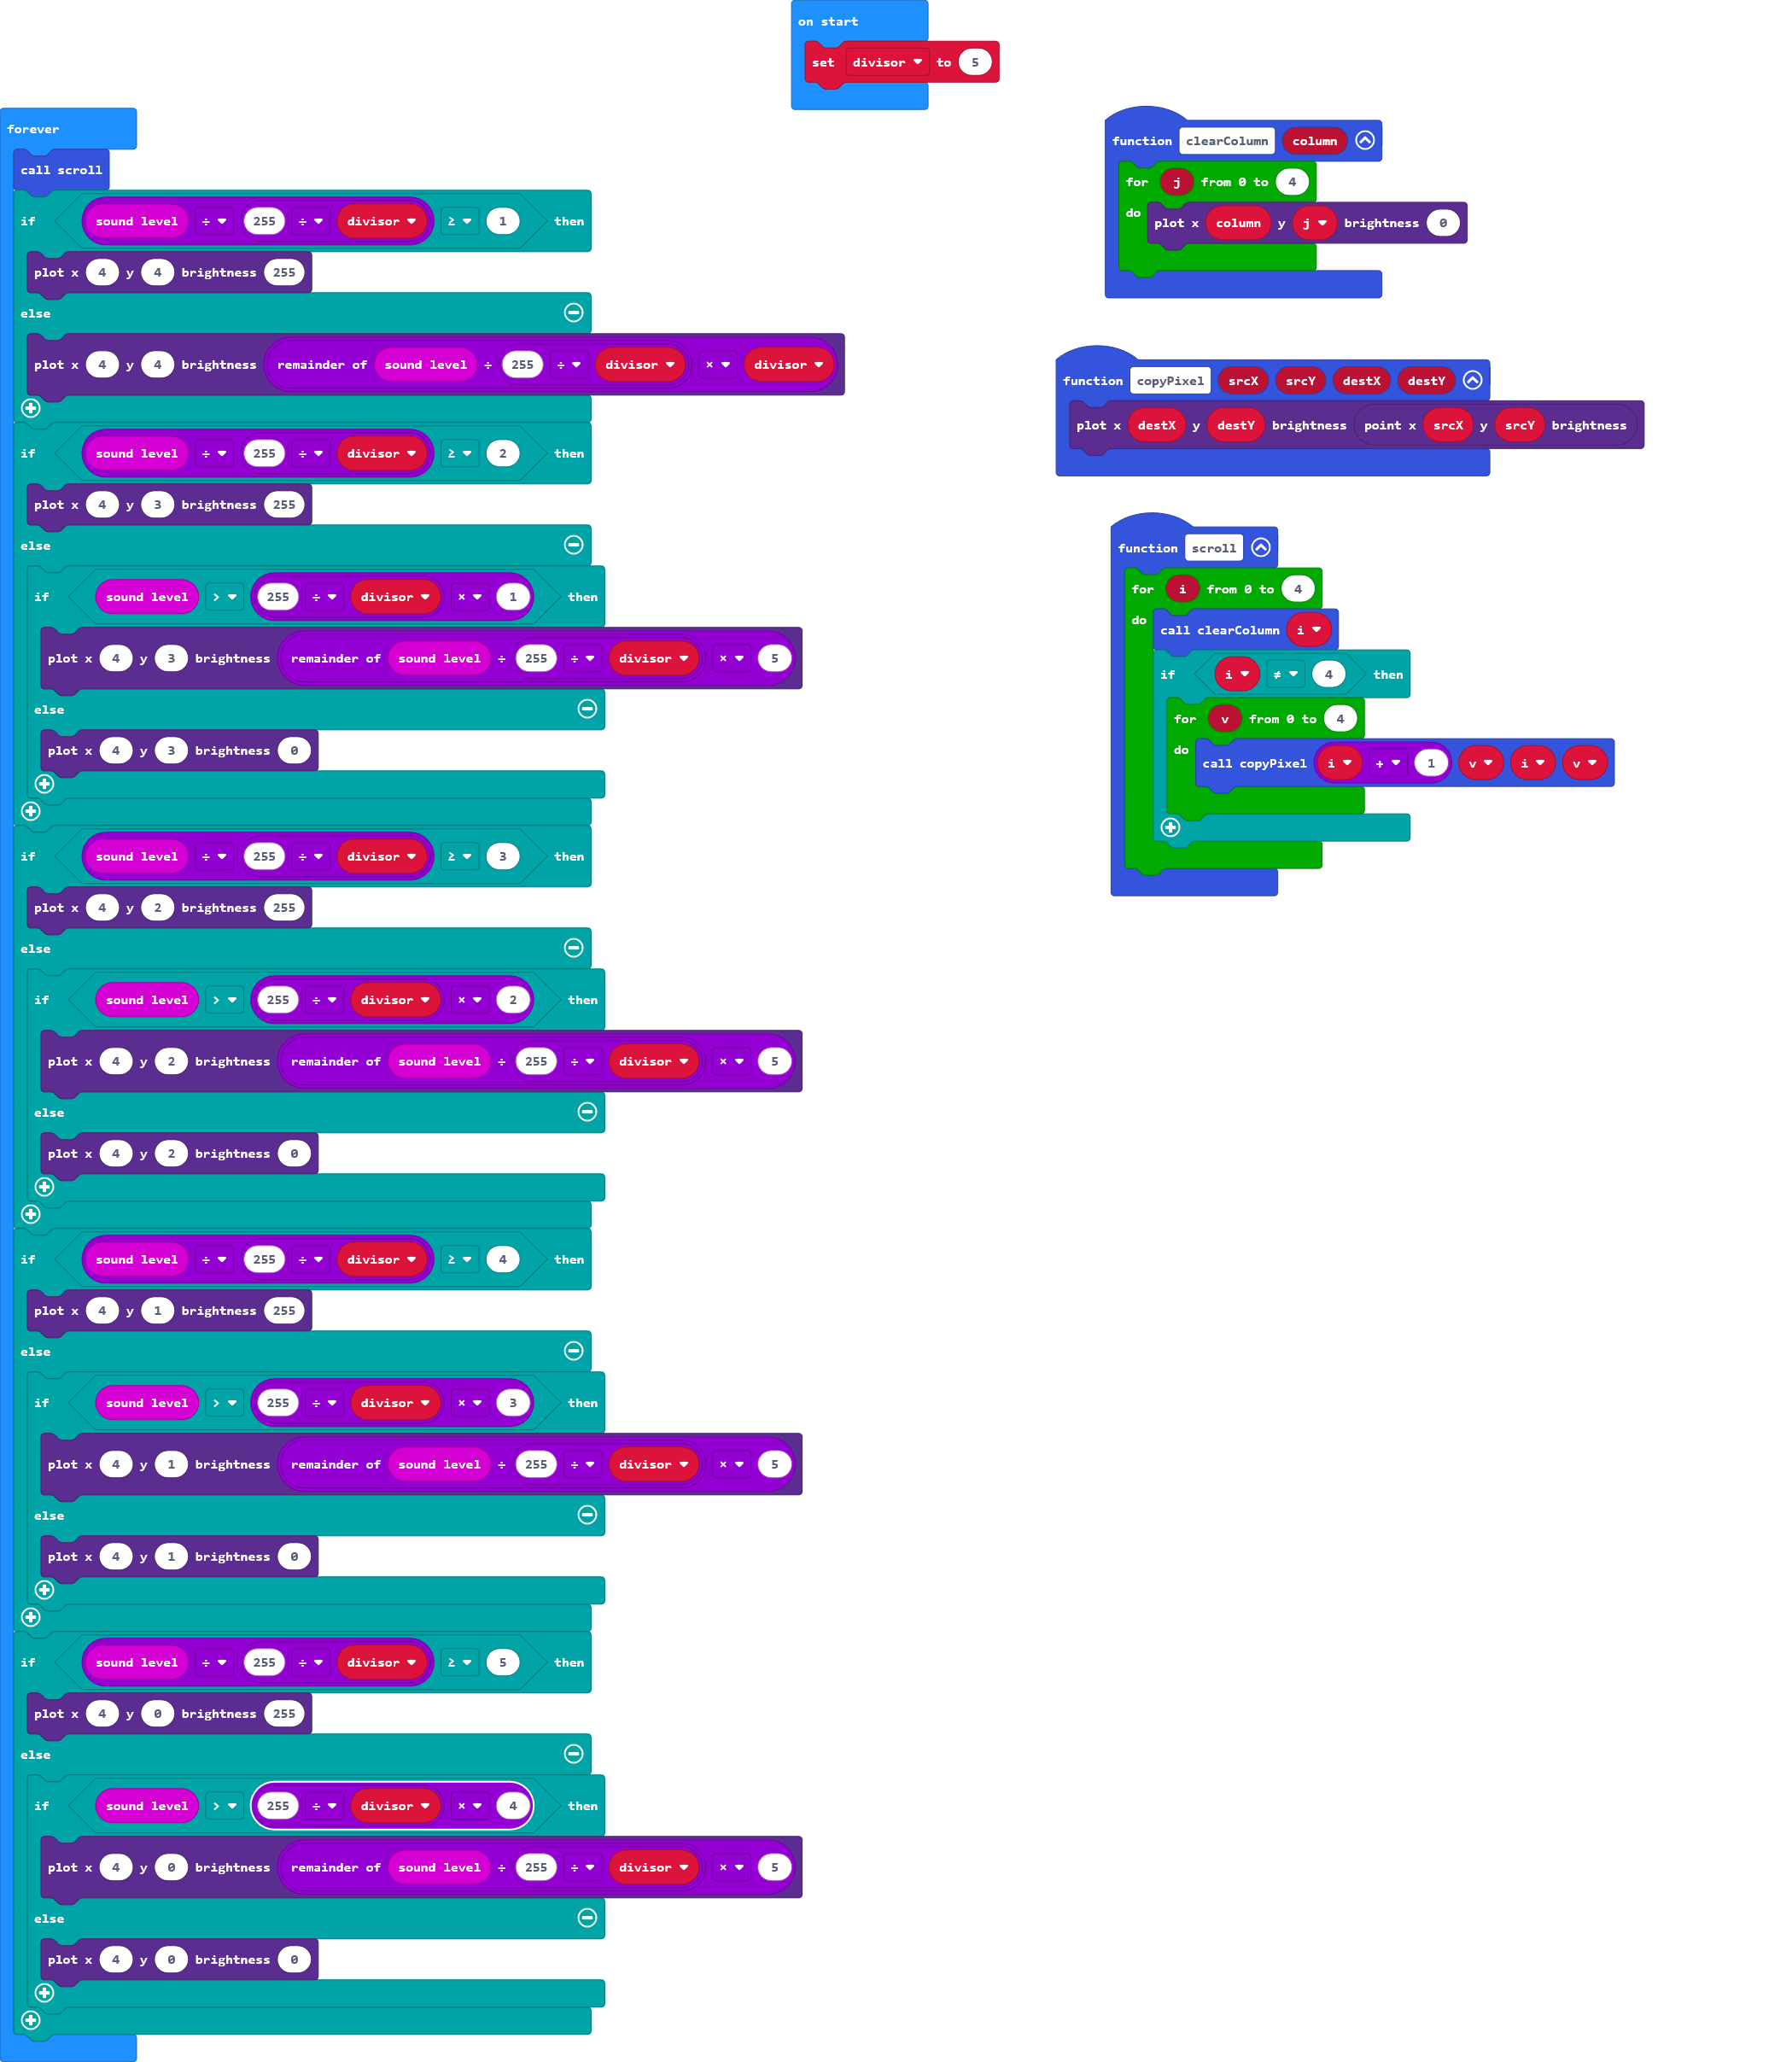 on start
set divisor to 5
forever
call scroll
if sound level ÷ 255 ÷ divisor ≥ 1 then
plot x 4 y 4 brightness 255
else
plot x 4 y 4 brightness remainder of sound level ÷ 255 ÷ divisor × divisor
if sound level ÷ 255 ÷ divisor ≥ 2 then
plot x 4 y 3 brightness 255
else
if sound level > 255 ÷ divisor × 1 then
plot x 4 y 3 brightness remainder of sound level ÷ 255 ÷ divisor × 5
else
plot x 4 y 3 brightness 0
if sound level ÷ 255 ÷ divisor ≥ 3 then
plot x 4 y 2 brightness 255
else
if sound level > 255 ÷ divisor × 2 then
plot x 4 y 2 brightness remainder of sound level ÷ 255 ÷ divisor × 5
else
plot x 4 y 2 brightness 0
if sound level ÷ 255 ÷ divisor ≥ 4 then
plot x 4 y 1 brightness 255
else
if sound level > 255 ÷ divisor × 3 then
plot x 4 y 1 brightness remainder of sound level ÷ 255 ÷ divisor × 5
else
plot x 4 y 1 brightness 0
if sound level ÷ 255 ÷ divisor ≥ 5 then
plot x 4 y 0 brightness 255
else
if sound level > 255 ÷ divisor × 4 then
plot x 4 y 0 brightness remainder of sound level ÷ 255 ÷ divisor × 5
else
plot x 4 y 0 brightness 0
function clearColumn column
for j from 0 to 4
do
plot x column y j brightness 0
function copyPixel srcX srcY destX destY
plot x destX y destY brightness point x srcX y srcY brightness
function scroll
for i from 0 to 4
do
call clearColumn i
if i ≠ 4 then
for v from 0 to 4
do
call copyPixel i + 1 v i v